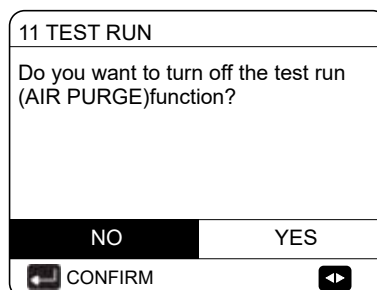 11 TEST RUN
Do you want to turn off the test run
(AIR PURGE)function?
NO YES
CONFIRM